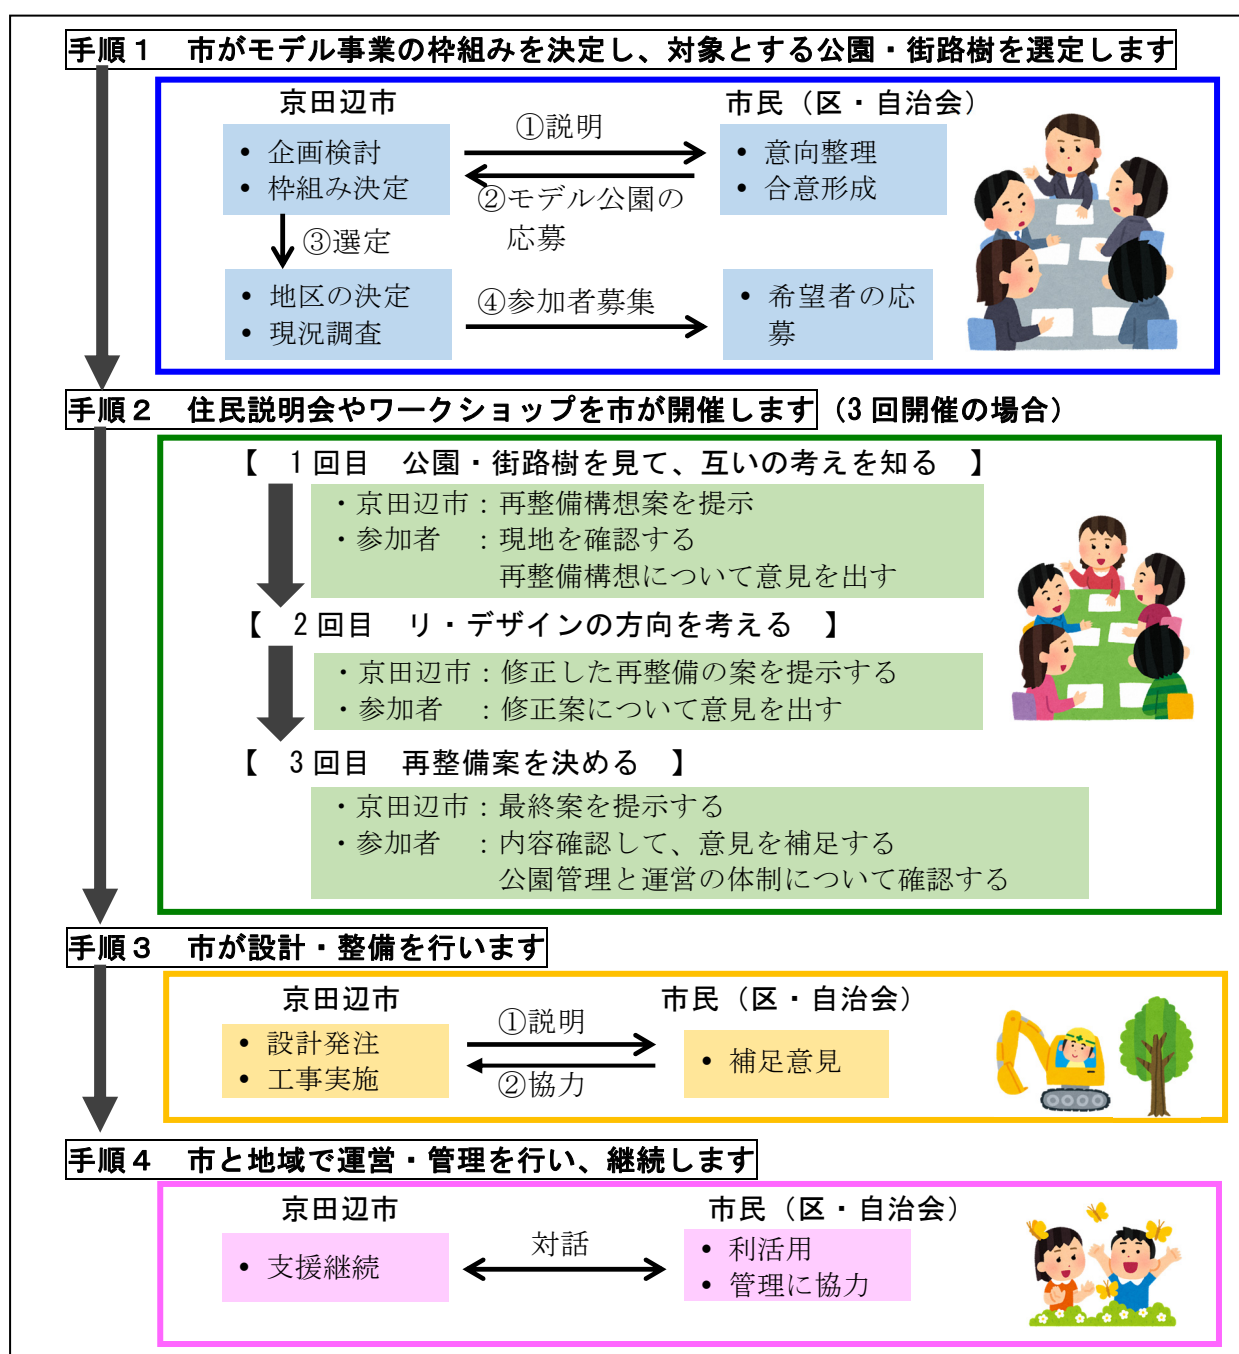 手順１　市がモデル事業の枠組みを決定し、対象とする公園・街路樹を選定します
京田辺市
市民（区・自治会）
• 企画検討
• 枠組み決定
①説明
②モデル公園の
応募
• 意向整理
• 合意形成
③選定
• 地区の決定
• 現況調査
④参加者募集
• 希望者の応
募
手順２　住民説明会やワークショップを市が開催します（3回開催の場合）
【　1回目　公園・街路樹を見て、互いの考えを知る　】
・京田辺市：再整備構想案を提示
・参加者　：現地を確認する
再整備構想について意見を出す
【　2回目　リ・デザインの方向を考える　】
・京田辺市：修正した再整備の案を提示する
・参加者　：修正案について意見を出す
【　3回目　再整備案を決める　】
・京田辺市：最終案を提示する
・参加者　：内容確認して、意見を補足する
公園管理と運営の体制について確認する
手順３　市が設計・整備を行います
京田辺市
市民（区・自治会）
• 設計発注
• 工事実施
①説明
②協力
• 補足意見
手順４　市と地域で運営・管理を行い、継続します
京田辺市
市民（区・自治会）
• 支援継続
対話
• 利活用
• 管理に協力